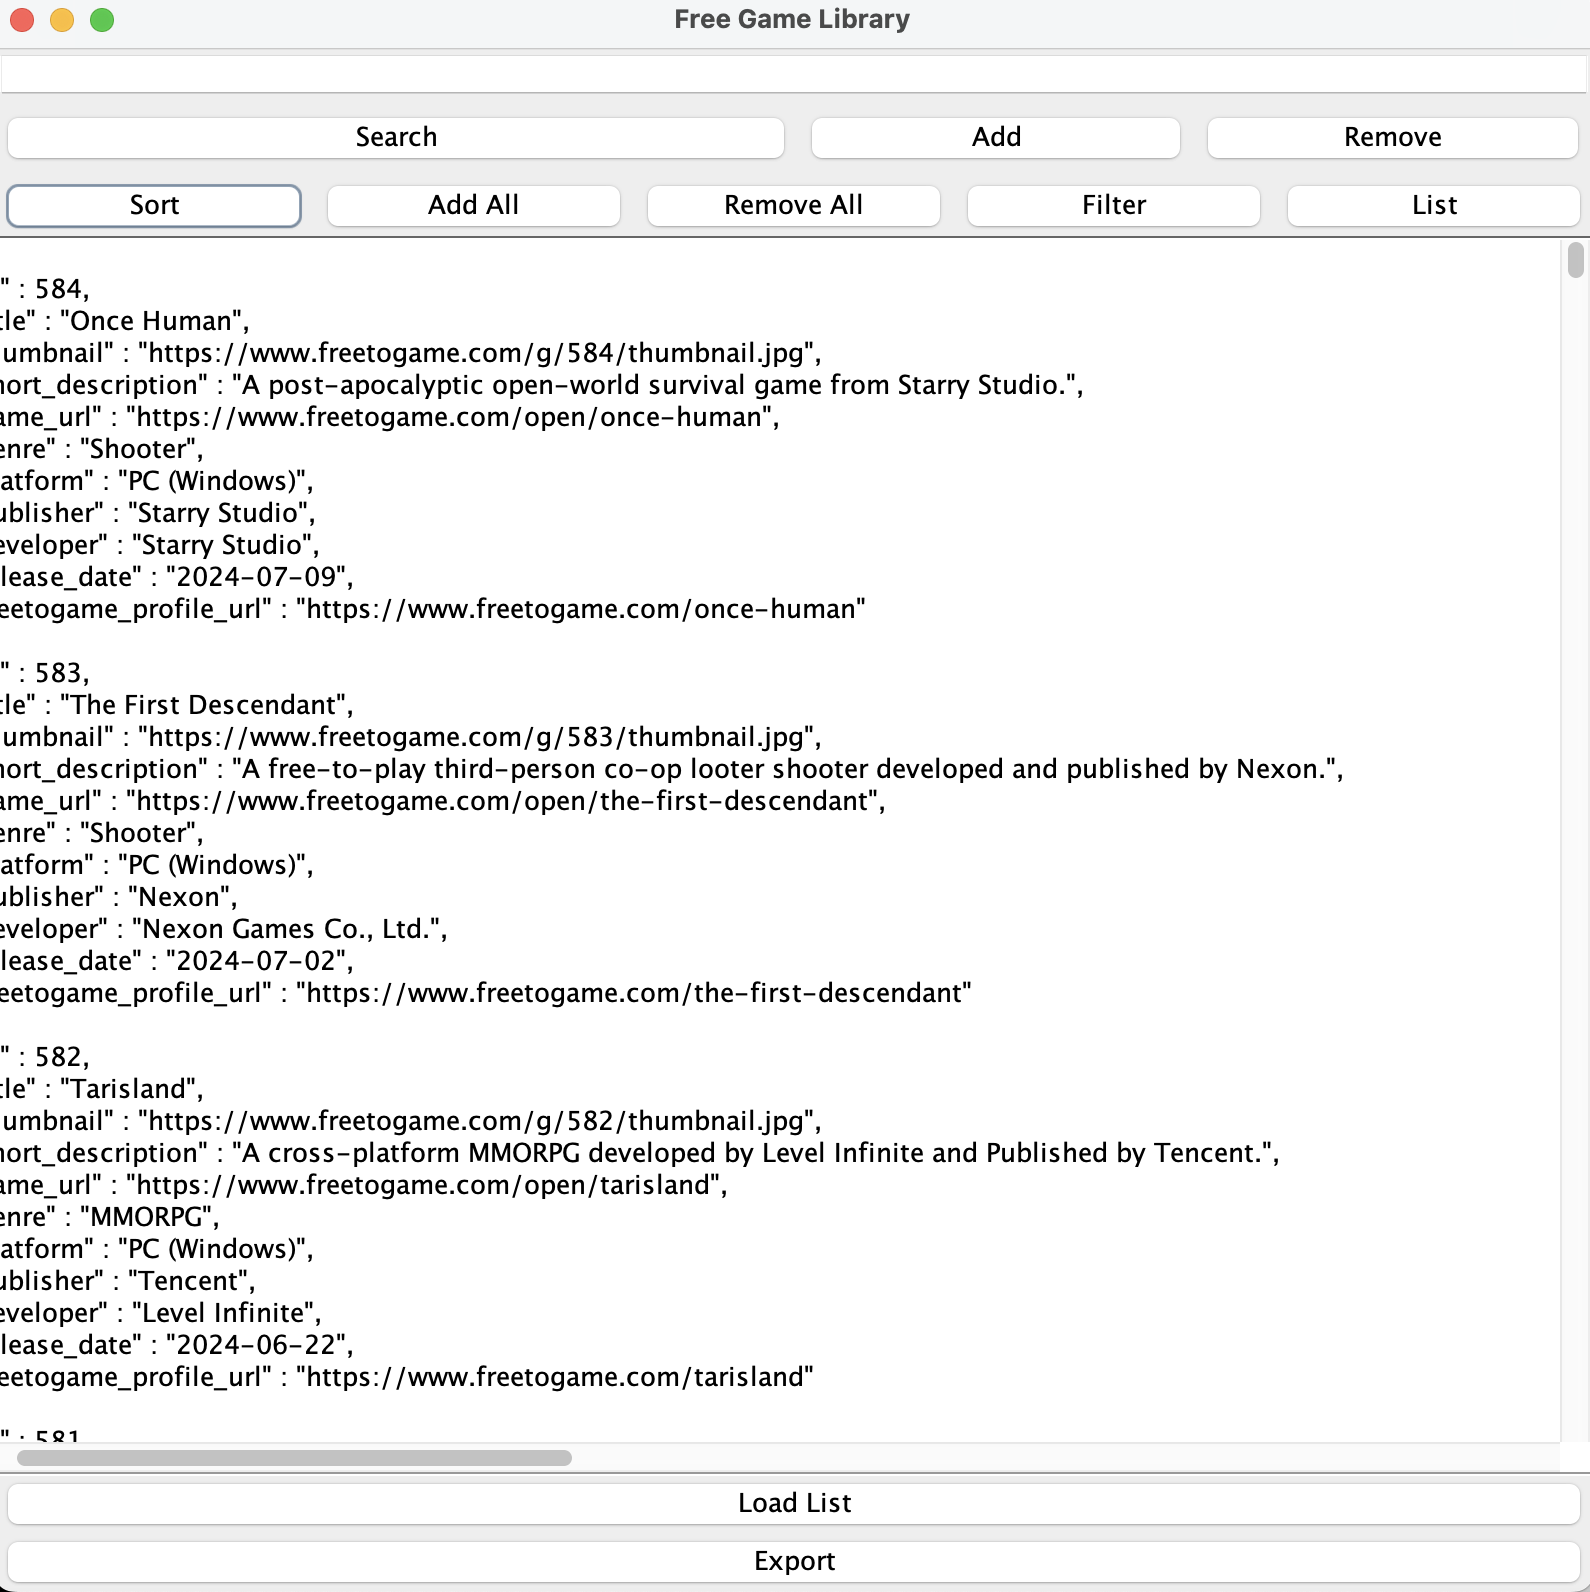 Free Game Library
Search Add Remove
Sort Add All Remove All Filter List
" : 584,
tle" : "Once Human",
umbnail" : "https://www.freetogame.com/g/584/thumbnail.jpg",
hort_description" : "A post-apocalyptic open-world survival game from Starry Studio.",
ame_url" : "https://www.freetogame.com/open/once-human",
enre" : "Shooter",
atform" : "PC (Windows)",
ublisher" : "Starry Studio",
eveloper" : "Starry Studio",
lease_date" : "2024-07-09",
eetogame_profile_url" : "https://www.freetogame.com/once-human"
" : 583,
tle" : "The First Descendant",
umbnail" : "https://www.freetogame.com/g/583/thumbnail.jpg",
hort_description" : "A free-to-play third-person co-op looter shooter developed and published by Nexon.",
ame_url" : "https://www.freetogame.com/open/the-first-descendant",
enre" : "Shooter",
atform" : "PC (Windows)",
ublisher" : "Nexon",
eveloper" : "Nexon Games Co., Ltd.",
lease_date" : "2024-07-02",
eetogame_profile_url" : "https://www.freetogame.com/the-first-descendant"
" : 582,
tle" : "Tarisland",
umbnail" : "https://www.freetogame.com/g/582/thumbnail.jpg",
hort_description" : "A cross-platform MMORPG developed by Level Infinite and Published by Tencent.",
ame_url" : "https://www.freetogame.com/open/tarisland",
enre" : "MMORPG",
atform" : "PC (Windows)",
ublisher" : "Tencent",
eveloper" : "Level Infinite",
lease_date" : "2024-06-22",
eetogame_profile_url" : "https://www.freetogame.com/tarisland"
" : 581
Load List
Export